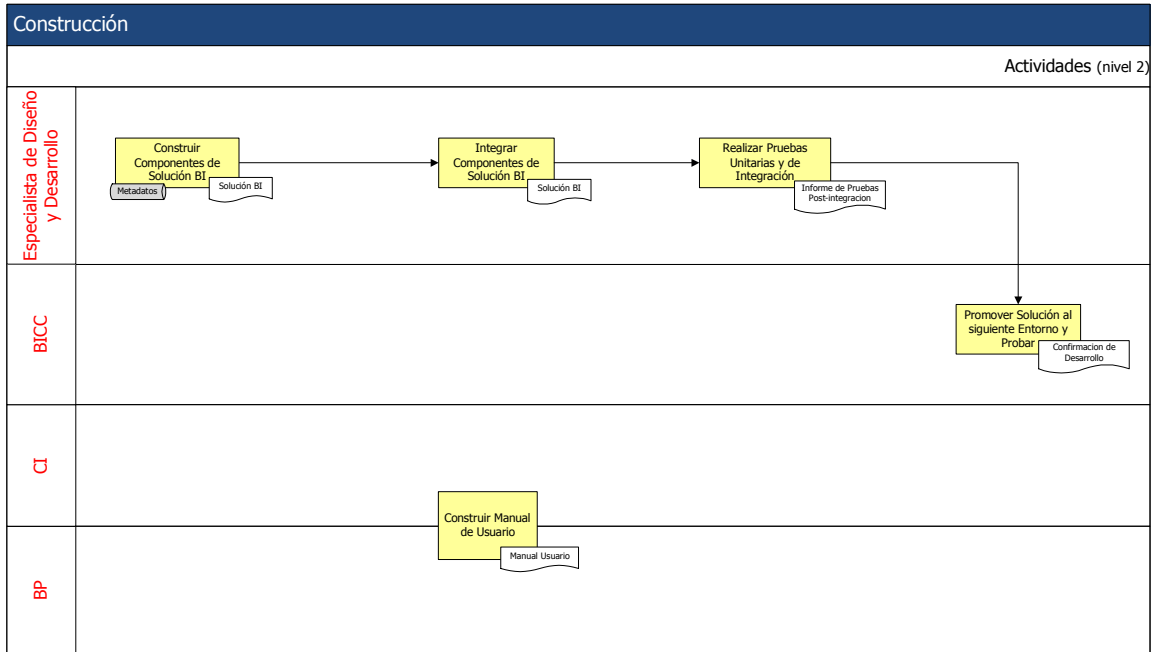 Construcción
Actividades (nivel 2)
Especialista de Diseño
y Desarrollo
Construir
Componentes de
Solución BI
Metadatos
Solución BI
Integrar
Componentes de
Solución BI
Solución BI
Realizar Pruebas
Unitarias y de
Integración
Informe de Pruebas
Post-integracion
BICC
Promover Solución al
siguiente Entorno y
Probar
Confirmacion de
Desarrollo
CI
Construir Manual
de Usuario
Manual Usuario
BP